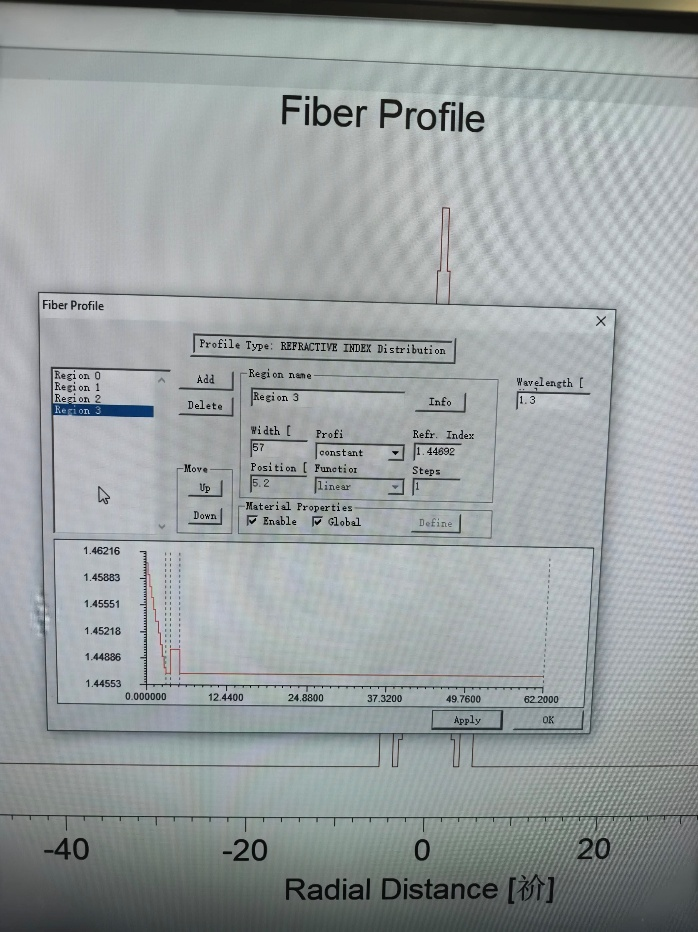 Fiber Profile
Fiber Profile
Profile Type: REFRACTIVE INDEX Distribution
Region 0
Region 1
Region 2
Region 3
Add
Delete
Move
Up
Down
Region name
Region 3
Info
Width [
Profi
Refr. Index
57
constant
1.44692
Position [
Function
Steps
5.2
linear
1
Material Properties
Enable
Global
Define
Wavelength [
1.3
1.46216
1.45883
1.45551
1.45218
1.44886
1.44553
0.000000
12.4400
24.8800
37.3200
49.7600
62.2000
Apply
OK
-40
-20
0
20
Radial Distance [祄]